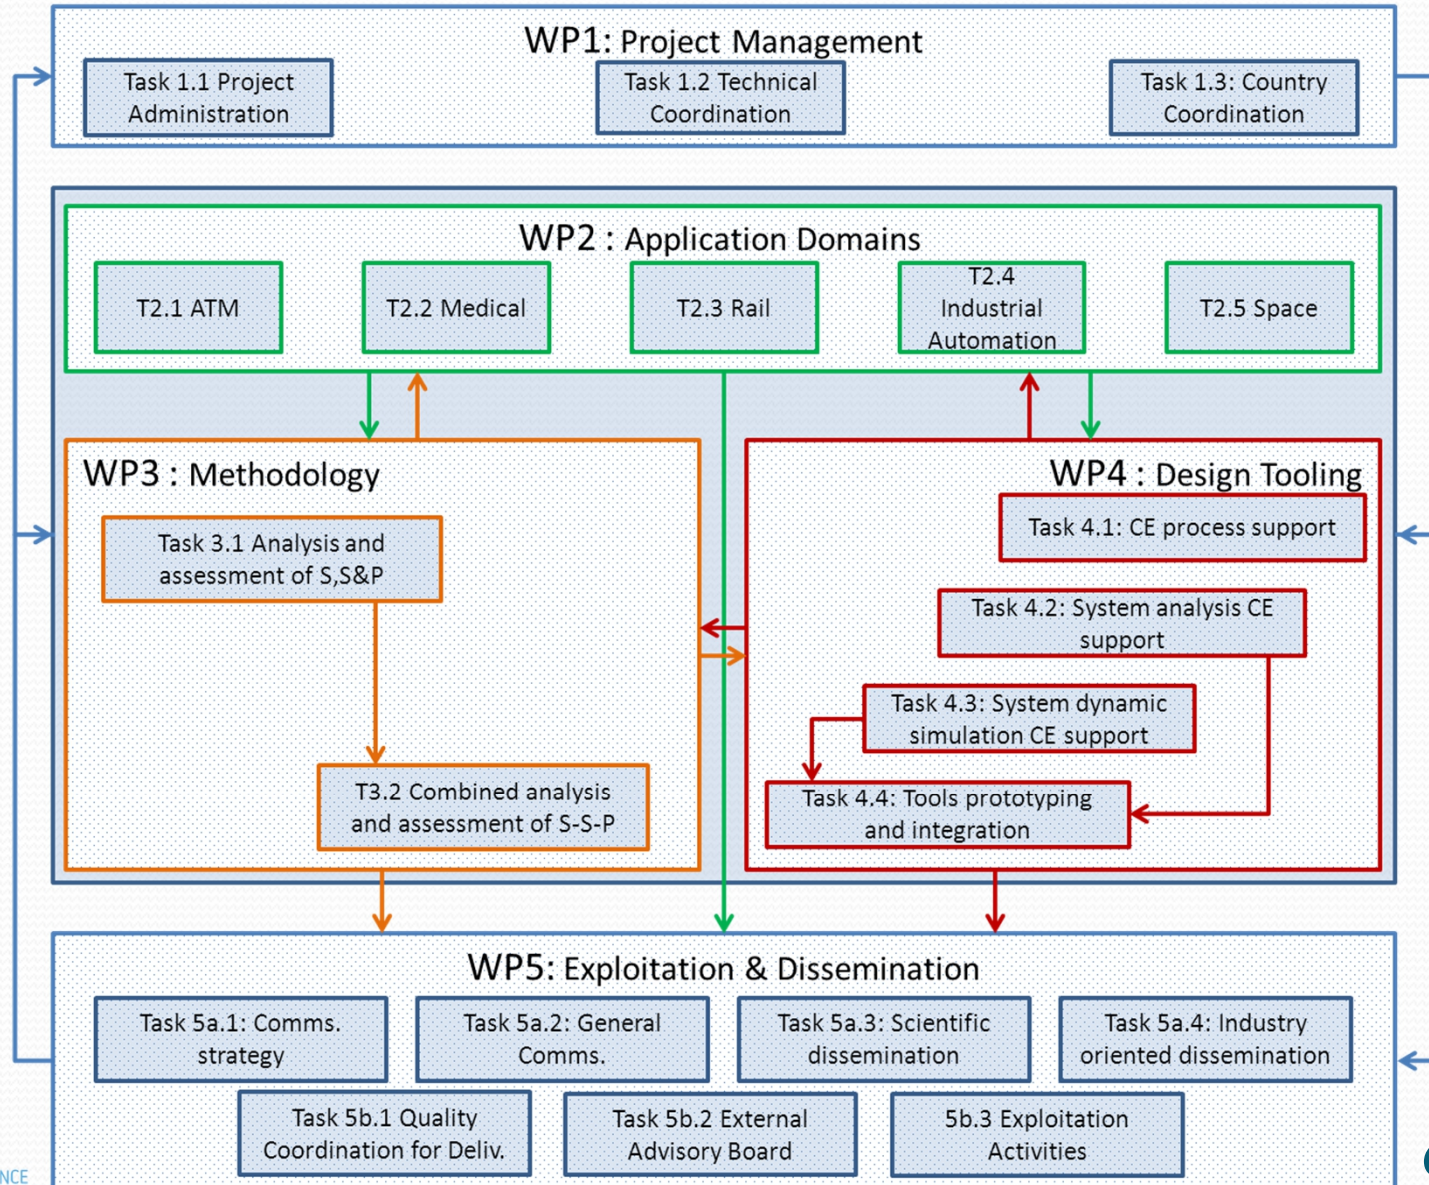 WP1: Project Management
Task 1.1 Project
Administration
Task 1.2 Technical
Coordination
Task 1.3: Country
Coordination
WP2 : Application Domains
T2.1 ATM
T2.2 Medical
T2.3 Rail
T2.4
Industrial
Automation
T2.5 Space
WP3 : Methodology
Task 3.1 Analysis and
assessment of S,S&P
T3.2 Combined analysis
and assessment of S-S-P
WP4 : Design Tooling
Task 4.1: CE process support
Task 4.2: System analysis CE
support
Task 4.3: System dynamic
simulation CE support
Task 4.4: Tools prototyping
and integration
WP5: Exploitation & Dissemination
Task 5a.1: Comms.
strategy
Task 5a.2: General
Comms.
Task 5a.3: Scientific
dissemination
Task 5a.4: Industry
oriented dissemination
Task 5b.1 Quality
Coordination for Deliv.
Task 5b.2 External
Advisory Board
5b.3 Exploitation
Activities
NCE